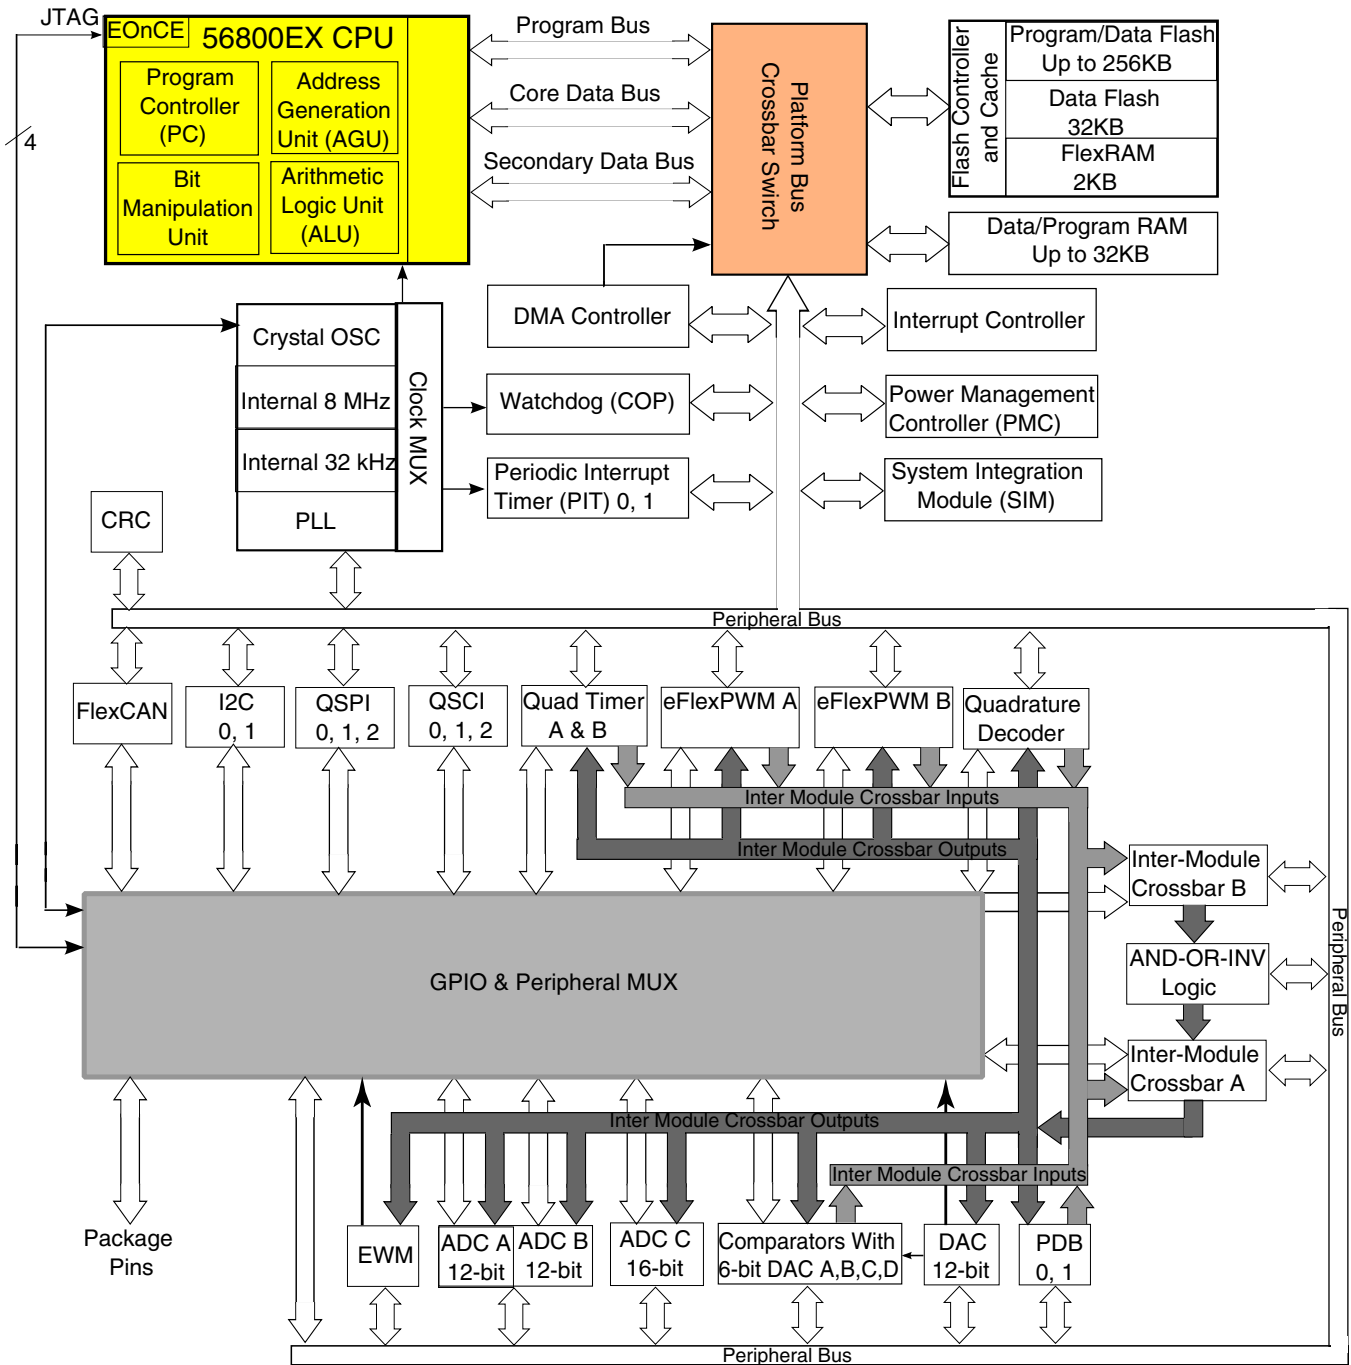 JTAG
EOnCE
56800EX CPU
Program
Controller
(PC)
Address
Generation
Unit (AGU)
Bit
Manipulation
Unit
Arithmetic
Logic Unit
(ALU)
4
Program Bus
Core Data Bus
Secondary Data Bus
Platform Bus
Crossbar Swirch
Flash Controller
and Cache
Program/Data Flash
Up to 256KB
Data Flash
32KB
FlexRAM
2KB
Data/Program RAM
Up to 32KB
Crystal OSC
Internal 8 MHz
Internal 32 kHz
PLL
Clock MUX
DMA Controller
Watchdog (COP)
Periodic Interrupt
Timer (PIT) 0, 1
Interrupt Controller
Power Management
Controller (PMC)
System Integration
Module (SIM)
CRC
Peripheral Bus
FlexCAN
I2C
0, 1
QSPI
0, 1, 2
QSCI
0, 1, 2
Quad Timer
A & B
eFlexPWM A
eFlexPWM B
Quadrature
Decoder
Inter Module Crossbar Inputs
Inter Module Crossbar Outputs
Inter-Module
Crossbar B
AND-OR-INV
Logic
Inter-Module
Crossbar A
Peripheral Bus
GPIO & Peripheral MUX
Inter Module Crossbar Outputs
Inter Module Crossbar Inputs
Package
Pins
EWM
ADC A
12-bit
ADC B
12-bit
ADC C
16-bit
Comparators With
6-bit DAC A,B,C,D
DAC
12-bit
PDB
0, 1
Peripheral Bus